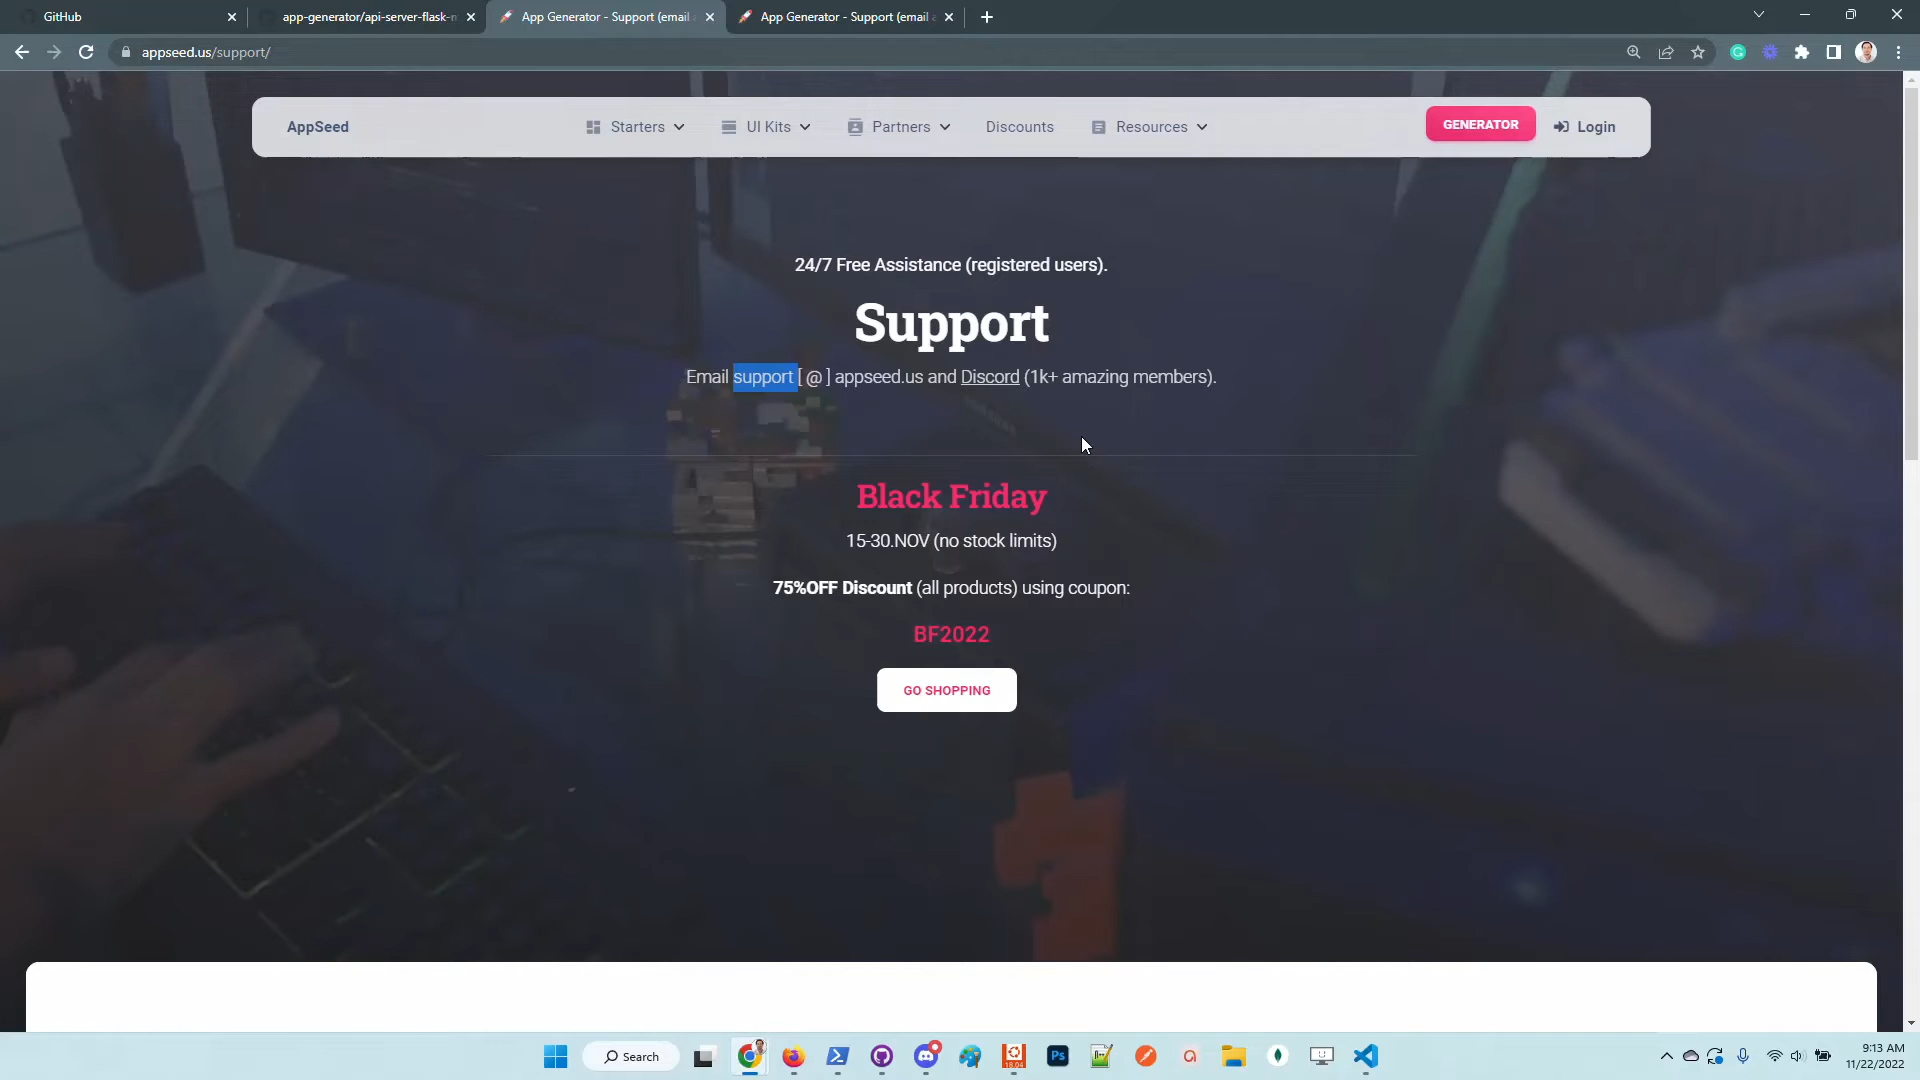 GitHub
app-generator/api-server-flask-m
App Generator - Support (email
App Generator - Support (email a
appseed.us/support/
AppSeed
Starters
UI Kits
Partners
Discounts
Resources
GENERATOR
Login
24/7 Free Assistance (registered users).
Support
Email support [ @ ] appseed.us and Discord (1k+ amazing members).
Black Friday
15-30.NOV (no stock limits)
75%OFF Discount (all products) using coupon:
BF2022
GO SHOPPING
Search
Ps
18.04
9:13 AM
11/22/2022